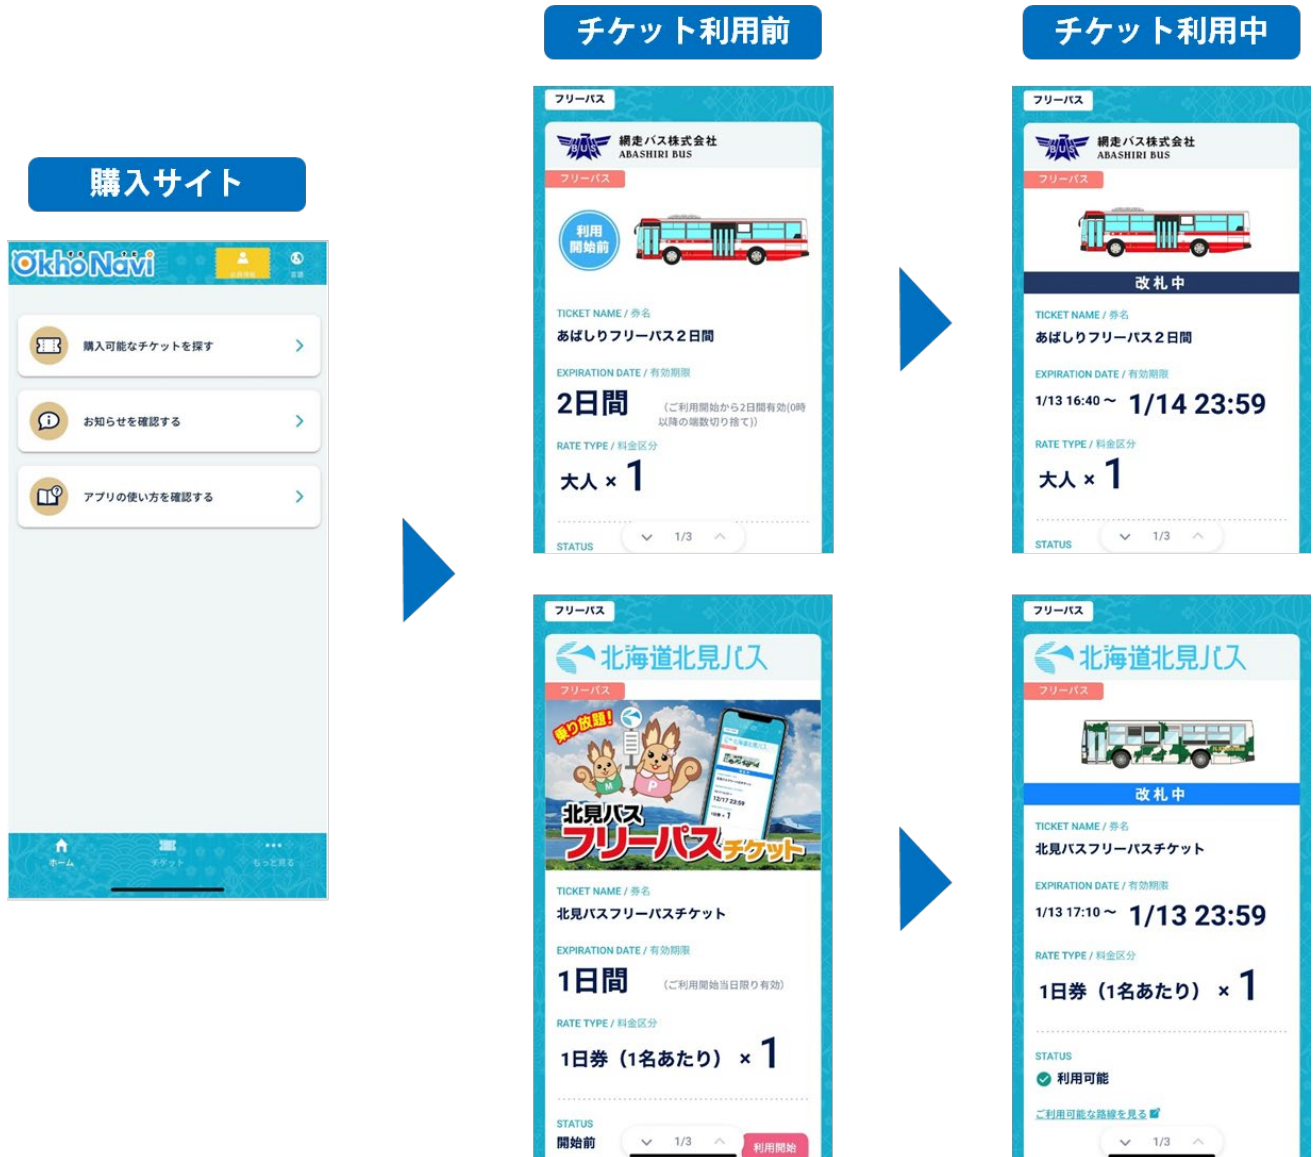 購入サイト
OkhoNavi
購入可能なチケットを探す
お知らせを確認する
アプリの使い方を確認する
ホーム
チケット
もっと見る
チケット利用前
フリーパス
BUS
網走バス株式会社
ABASHIRI BUS
フリーパス
利用
開始前
TICKET NAME / 券名
あばしりフリーパス2日間
EXPIRATION DATE / 有効期限
2日間
(ご利用開始から2日間有効(0時
以降の端数切り捨て))
RATE TYPE / 料金区分
大人 × 1
STATUS
1/3
フリーパス
北海道北見バス
フリーパス
乗り放題!
M
P
北海道北見バス
12/17 23:59
北見バス
フリーパスチケット
TICKET NAME / 券名
北見バスフリーパスチケット
EXPIRATION DATE / 有効期限
1日間
(ご利用開始当日限り有効)
RATE TYPE / 料金区分
1日券(1名あたり) × 1
STATUS
開始前
1/3
利用開始
チケット利用中
フリーパス
BUS
網走バス株式会社
ABASHIRI BUS
フリーパス
改札中
TICKET NAME / 券名
あばしりフリーパス2日間
EXPIRATION DATE / 有効期限
1/13 16:40 ~ 1/14 23:59
RATE TYPE / 料金区分
大人 × 1
STATUS
1/3
フリーパス
北海道北見バス
フリーパス
改札中
TICKET NAME / 券名
北見バスフリーパスチケット
EXPIRATION DATE / 有効期限
1/13 17:10 ~ 1/13 23:59
RATE TYPE / 料金区分
1日券(1名あたり) × 1
STATUS
利用可能
ご利用可能な路線を見る
1/3